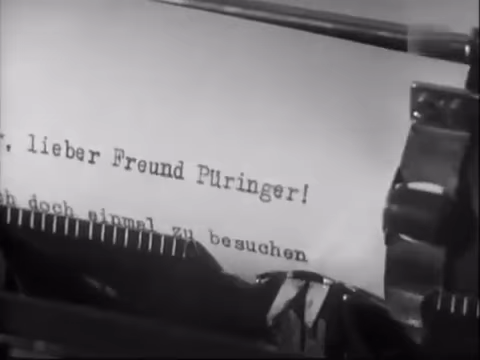 , lieber Freund Püringer!
h doch einmal zu besuchen